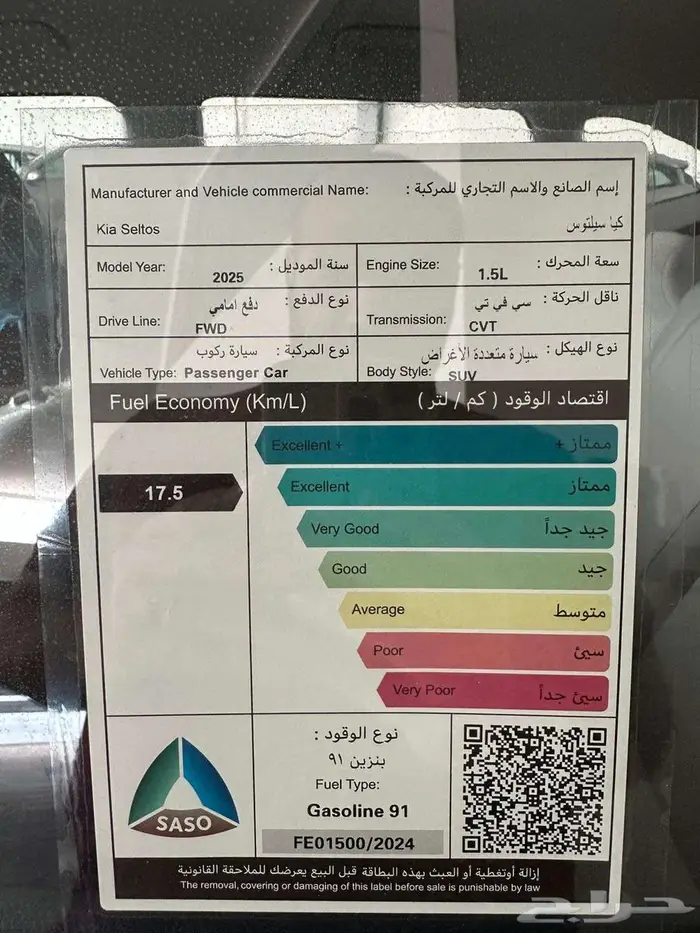 Manufacturer and Vehicle commercial Name: إسم الصانع والاسم التجاري للمركبة :
Kia Seltos كيا سيلتوس
Model Year: 2025 سنة الموديل :
Engine Size: 1.5L سعة المحرك :
Drive Line: دفع امامي FWD نوع الدفع :
Transmission: سي في تي CVT ناقل الحركة :
Vehicle Type: سيارة ركوب Passenger Car نوع المركبة :
Body Style: سيارة متعددة الأغراض SUV نوع الهيكل :
Fuel Economy (Km/L) اقتصاد الوقود ( كم / لتر )
Excellent + ممتاز +
17.5
Excellent ممتاز
Very Good جيد جداً
Good جيد
Average متوسط
Poor سيئ
Very Poor سيئ جداً
نوع الوقود :
بنزين ٩١
Fuel Type:
Gasoline 91
FE01500/2024
SASO
إزالة أوتغطية أو العبث بهذه البطاقة قبل البيع يعرضك للملاحقة القانونية
The removal, covering or damaging of this label before sale is punishable by law
حراج